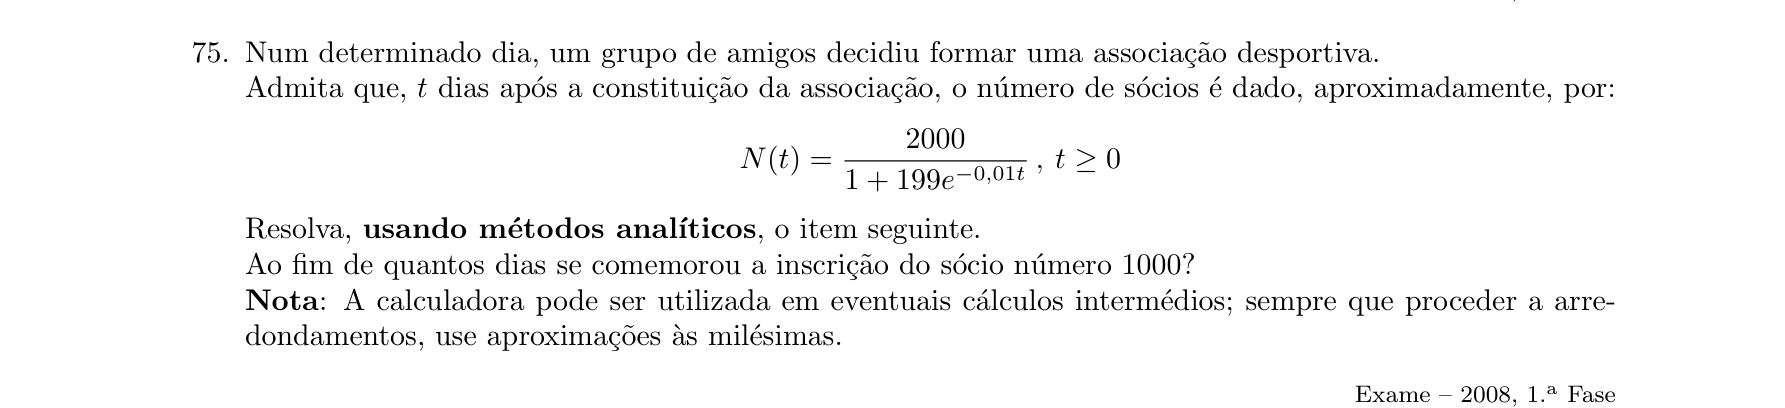 75. Num determinado dia, um grupo de amigos decidiu formar uma associação desportiva.
Admita que, t dias após a constituição da associação, o número de sócios é dado, aproximadamente, por:
N(t) = 2000 / (1 + 199e^{-0,01t}) , t ≥ 0
Resolva, usando métodos analíticos, o item seguinte.
Ao fim de quantos dias se comemorou a inscrição do sócio número 1000?
Nota: A calculadora pode ser utilizada em eventuais cálculos intermédios; sempre que proceder a arre-
dondamentos, use aproximações às milésimas.
Exame – 2008, 1.ª Fase